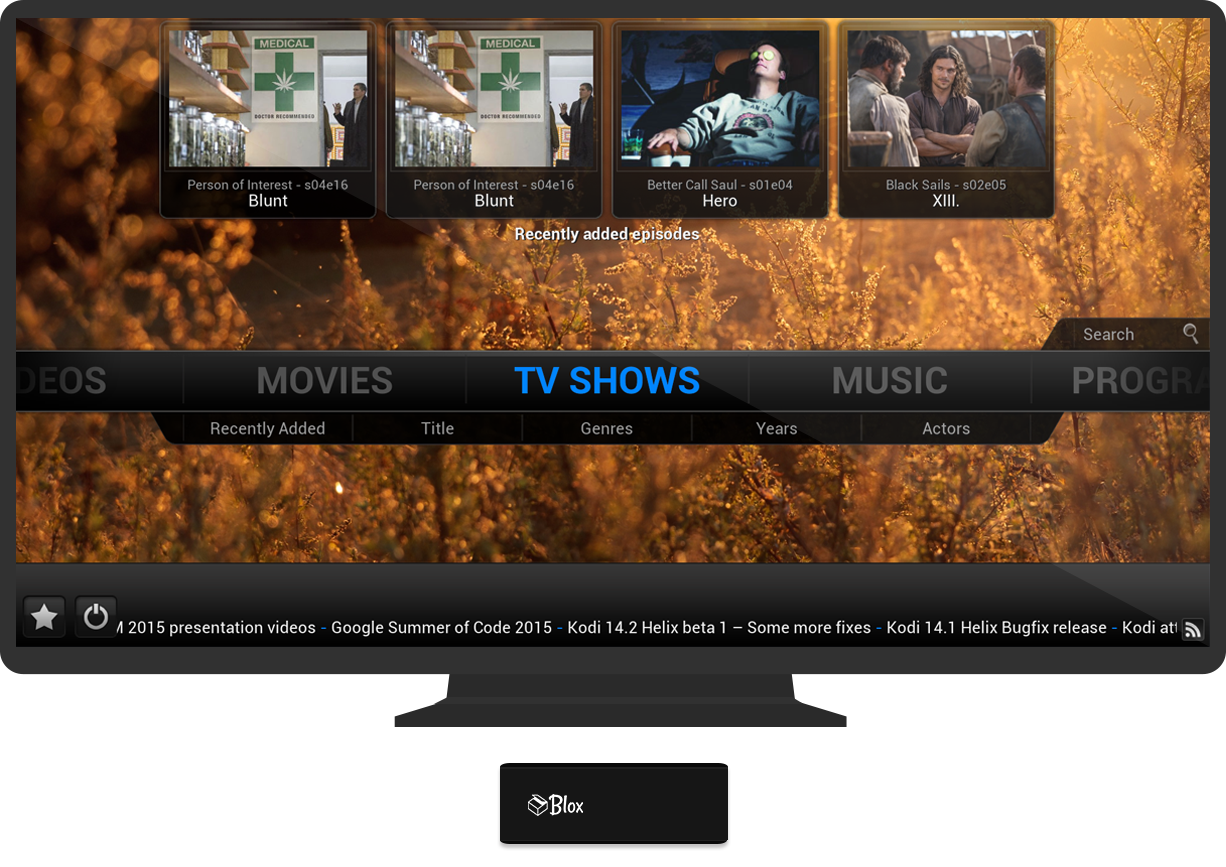 MEDICAL
DOCTOR RECOMMENDED
MEDICAL
DOCTOR RECOMMENDED
Person of Interest - s04e16
Blunt
Person of Interest - s04e16
Blunt
Better Call Saul - s01e04
Hero
Black Sails - s02e05
XIII.
Recently added episodes
Search
DEOS
MOVIES
TV SHOWS
MUSIC
PROGRA
Recently Added
Title
Genres
Years
Actors
M 2015 presentation videos - Google Summer of Code 2015 - Kodi 14.2 Helix beta 1 – Some more fixes - Kodi 14.1 Helix Bugfix release - Kodi att
Blox